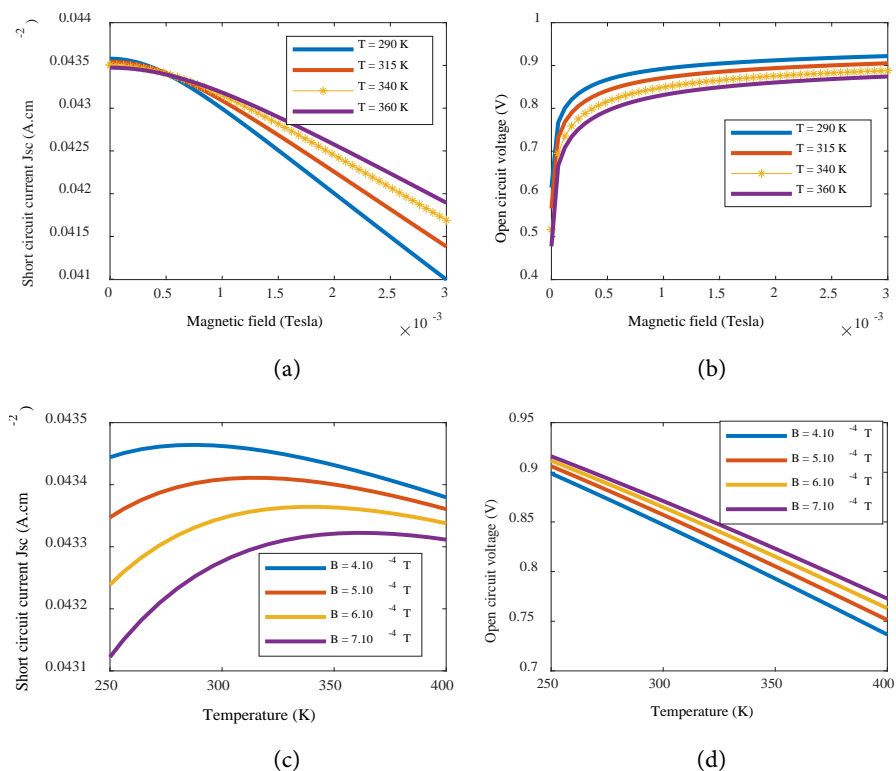 Short circuit current Jsc (A.cm⁻²)
0.044
0.0435
0.043
0.0425
0.042
0.0415
0.041
T = 290 K
T = 315 K
T = 340 K
T = 360 K
0 0.5 1 1.5 2 2.5 3
Magnetic field (Tesla)
×10⁻³
(a)
Open circuit voltage (V)
1
0.9
0.8
0.7
0.6
0.5
0.4
T = 290 K
T = 315 K
T = 340 K
T = 360 K
0 0.5 1 1.5 2 2.5 3
Magnetic field (Tesla)
×10⁻³
(b)
Short circuit current Jsc (A.cm⁻²)
0.0435
0.0434
0.0433
0.0432
0.0431
B = 4.10⁻⁴ T
B = 5.10⁻⁴ T
B = 6.10⁻⁴ T
B = 7.10⁻⁴ T
250 300 350 400
Temperature (K)
(c)
Open circuit voltage (V)
0.95
0.9
0.85
0.8
0.75
0.7
B = 4.10⁻⁴ T
B = 5.10⁻⁴ T
B = 6.10⁻⁴ T
B = 7.10⁻⁴ T
250 300 350 400
Temperature (K)
(d)